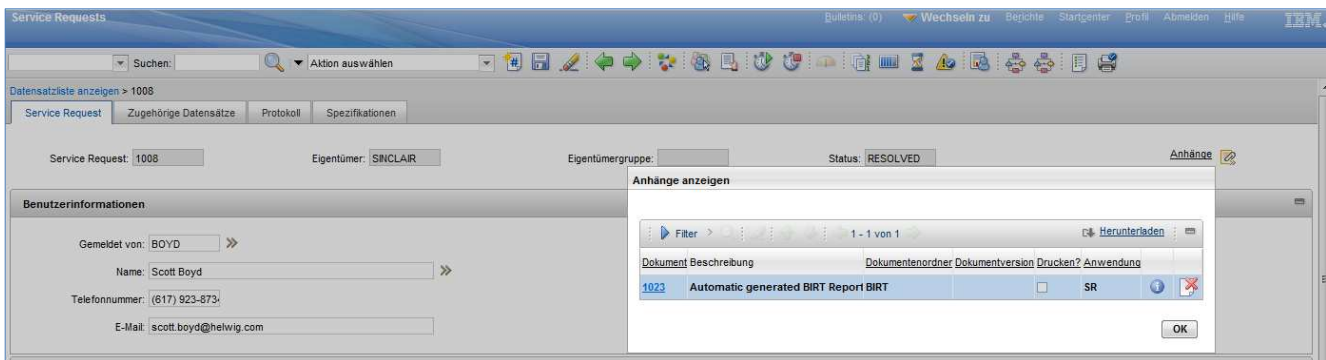 Service Requests
Bulletins: (0) Wechseln zu Berichte Startcenter Profil Abmelden Hilfe IBM.
Suchen: Aktion auswählen
Datensatzliste anzeigen > 1008
Service Request Zugehörige Datensätze Protokoll Spezifikationen
Service Request: 1008 Eigentümer: SINCLAIR Eigentümergruppe: Status: RESOLVED Anhänge
Anhänge anzeigen
Benutzerinformationen
Filter 1 - 1 von 1 Herunterladen
Gemeldet von: BOYD
Name: Scott Boyd
Telefonnummer: (617) 923-873
E-Mail: scott.boyd@helwig.com
Dokument Beschreibung Dokumentenordner Dokumentversion Drucken? Anwendung
1023 Automatic generated BIRT Report BIRT SR
OK